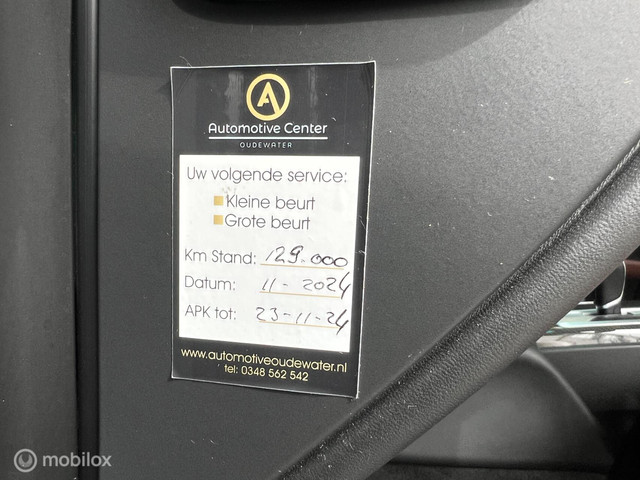 A
Automotive Center
OUDEWATER
Uw volgende service:
Kleine beurt
Grote beurt
Km Stand: 129.000
Datum: 11 - 2024
APK tot: 23-11-24
www.automotiveoudewater.nl
tel: 0348 562 542
mobilox